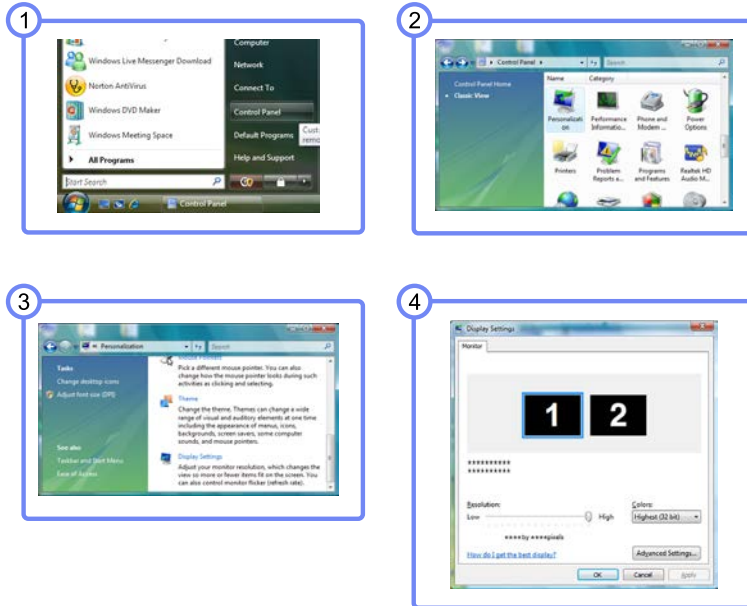 1
Windows Live Messenger Download
Norton AntiVirus
Windows DVD Maker
Windows Meeting Space
All Programs
Start Search
Computer
Network
Connect To
Control Panel
Default Programs
Help and Support
Cust
remo
Control Panel
2
Control Panel
Search
Control Panel Home
Classic View
Name Category
Personalizati
on
Performance
Informatio...
Phone and
Modem ...
Power
Options
Printers
Problem
Reports a...
Programs
and Features
Realtek HD
Audio M...
3
Personalization
Search
Tasks
Change desktop icons
Adjust font size (DPI)
See also
Taskbar and Start Menu
Ease of Access
Mouse Pointers
Pick a different mouse pointer. You can also
change how the mouse pointer looks during such
activities as clicking and selecting.
Theme
Change the theme. Themes can change a wide
range of visual and auditory elements at one time
including the appearance of menus, icons,
backgrounds, screen savers, some computer
sounds, and mouse pointers.
Display Settings
Adjust your monitor resolution, which changes the
view so more or fewer items fit on the screen. You
can also control monitor flicker (refresh rate).
4
Display Settings
Monitor
1 2
**********
**********
Resolution:
Low High
****by ****pixels
Colors:
Highest (32 bit)
How do I get the best display?
Advanced Settings...
OK Cancel Apply